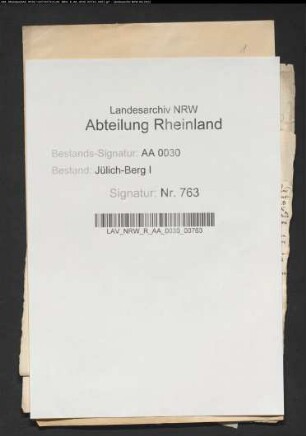 Landesarchiv NRW
Abteilung Rheinland
Bestands-Signatur: AA 0030
Bestand: Jülich-Berg I
Signatur: Nr. 763
LAV_NRW_R_AA_0030_00763